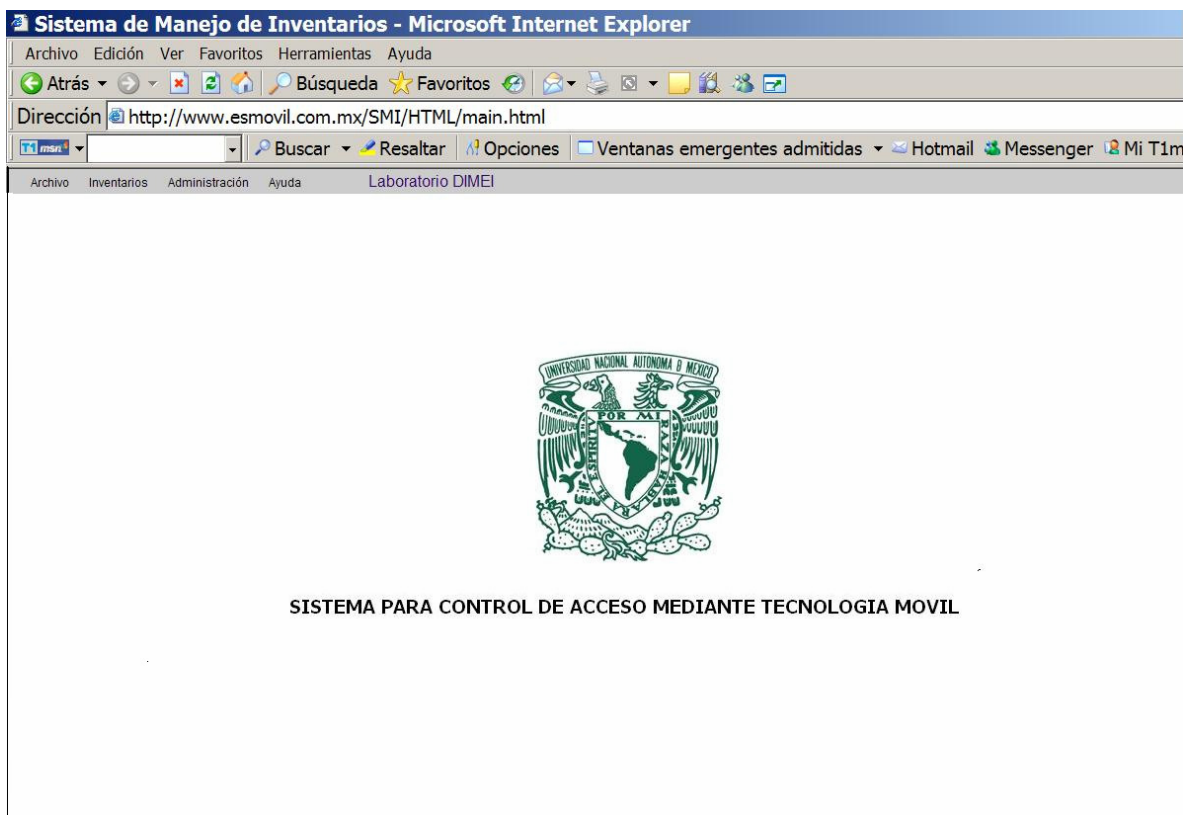 Sistema de Manejo de Inventarios - Microsoft Internet Explorer
Archivo Edición Ver Favoritos Herramientas Ayuda
Atrás Búsqueda Favoritos
Dirección http://www.esmovil.com.mx/SMI/HTML/main.html
T1 msn Buscar Resaltar Opciones Ventanas emergentes admitidas Hotmail Messenger Mi T1m
Archivo Inventarios Administración Ayuda Laboratorio DIMEI
UNIVERSIDAD NACIONAL AUTONOMA D MEXICO
POR MI RAZA HABLARA EL ESPIRITU
SISTEMA PARA CONTROL DE ACCESO MEDIANTE TECNOLOGIA MOVIL